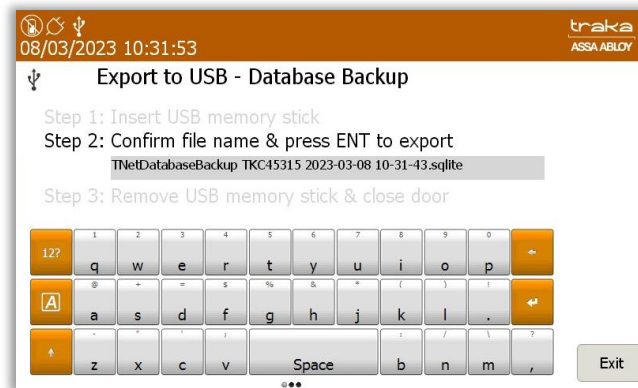 08/03/2023 10:31:53
traka
ASSA ABLOY
Export to USB - Database Backup
Step 1: Insert USB memory stick
Step 2: Confirm file name & press ENT to export
TNetDatabaseBackup TKC45315 2023-03-08 10-31-43.sqlite
Step 3: Remove USB memory stick & close door
1 2 3 4 5 6 7 8 9 0
12? q w e r t y u i o p
@ + = $ % & * ( ) !
A a s d f g h j k l .
- " ' ; : / \ ?
z x c v Space b n m ,
Exit